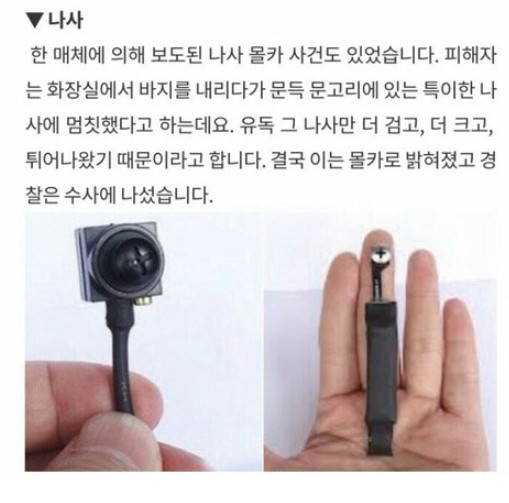 ▼ 나사
한 매체에 의해 보도된 나사 몰카 사건도 있었습니다. 피해자
는 화장실에서 바지를 내리다가 문득 문고리에 있는 특이한 나
사에 멈칫했다고 하는데요. 유독 그 나사만 더 검고, 더 크고,
튀어나왔기 때문이라고 합니다. 결국 이는 몰카로 밝혀졌고 경
찰은 수사에 나섰습니다.